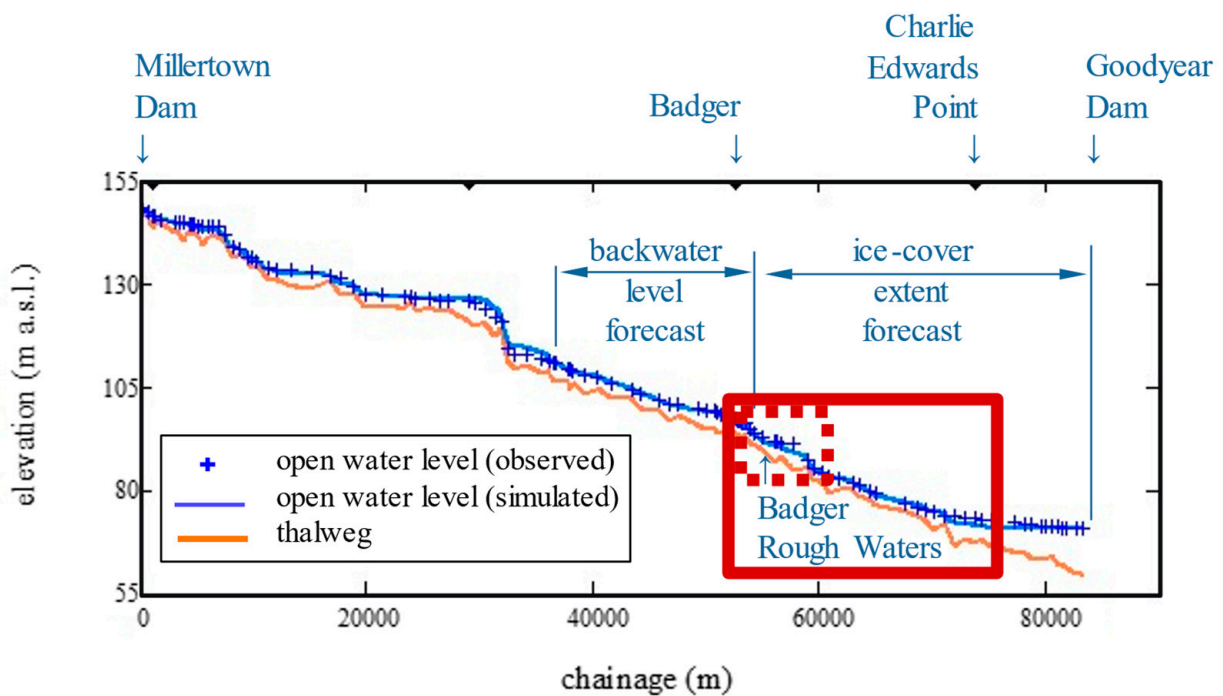 Charlie
Edwards
Point
Millertown
Dam
Badger
Goodyear
Dam
↓ ↓ ↓ ↓
155
130
105
80
55
elevation (m a.s.l.)
backwater
level
forecast
ice-cover
extent
forecast
open water level (observed)
open water level (simulated)
thalweg
Badger
Rough Waters
0 20000 40000 60000 80000
chainage (m)